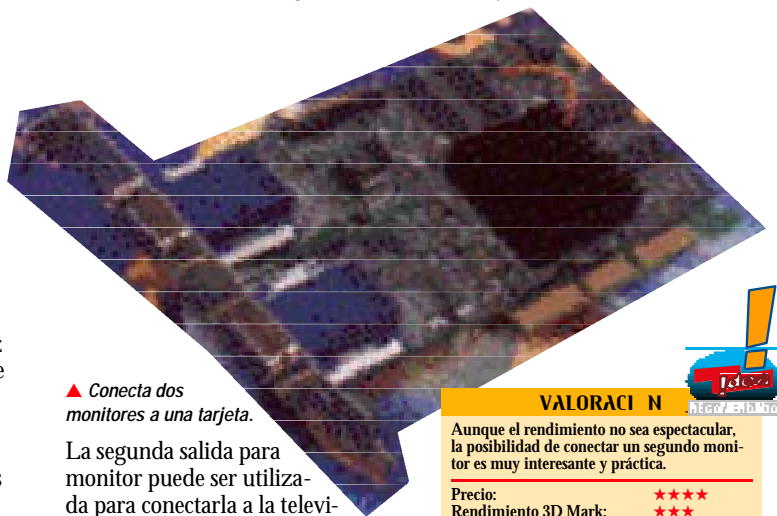 ▲ Conecta dos
monitores a una tarjeta.
La segunda salida para
monitor puede ser utiliza-
da para conectarla a la televi-
VALORACI N
Aunque el rendimiento no sea espectacular,
la posibilidad de conectar un segundo moni-
tor es muy interesante y práctica.
Precio: ★★★★
Rendimiento 3D Mark: ★★★